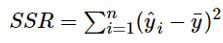 SSR = ∑ⁿᵢ₌₁(ŷᵢ − ȳ)²